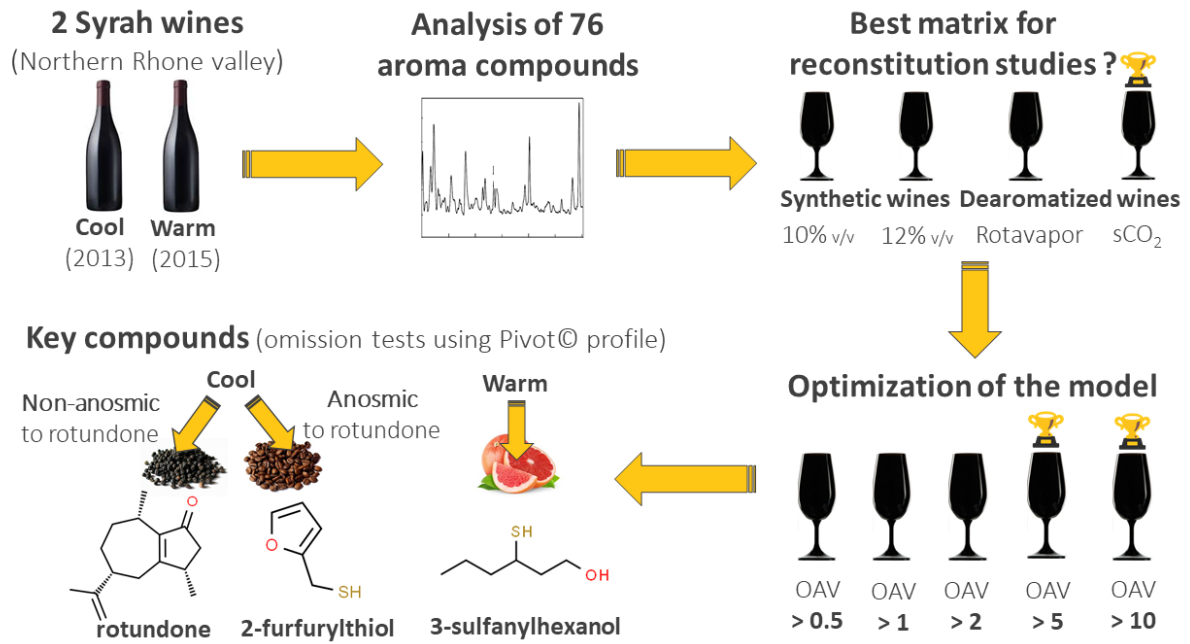 2 Syrah wines
(Northern Rhone valley)
Cool
(2013)
Warm
(2015)
Analysis of 76
aroma compounds
Best matrix for
reconstitution studies ?
Synthetic wines
Dearomatized wines
10% v/v
12% v/v
Rotavapor
sCO₂
Optimization of the model
OAV
> 0.5
OAV
> 1
OAV
> 2
OAV
> 5
OAV
> 10
Key compounds (omission tests using Pivot© profile)
Cool
Non-anosmic
to rotundone
Anosmic
to rotundone
Warm
O
O
SH
SH
OH
rotundone
2-furfurylthiol
3-sulfanylhexanol